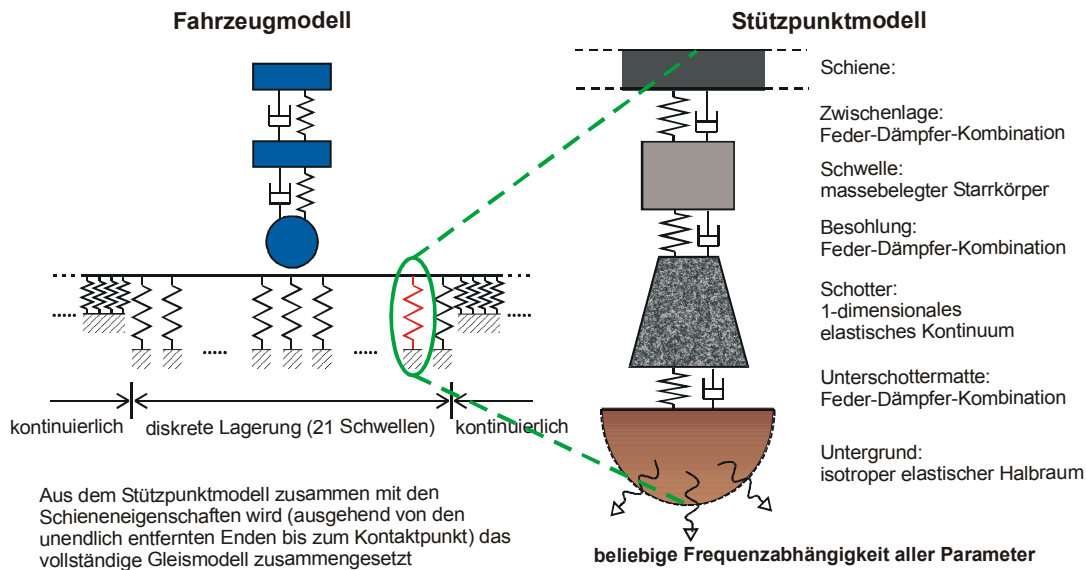 Fahrzeugmodell
Stützpunktmodell
Schiene:
Zwischenlage:
Feder-Dämpfer-Kombination
Schwelle:
massebelegter Starrkörper
Besohlung:
Feder-Dämpfer-Kombination
Schotter:
1-dimensionales
elastisches Kontinuum
Unterschottermatte:
Feder-Dämpfer-Kombination
Untergrund:
isotroper elastischer Halbraum
beliebige Frequenzabhängigkeit aller Parameter
kontinuierlich
diskrete Lagerung (21 Schwellen)
kontinuierlich
Aus dem Stützpunktmodell zusammen mit den
Schieneneigenschaften wird (ausgehend von den
unendlich entfernten Enden bis zum Kontaktpunkt) das
vollständige Gleismodell zusammengesetzt